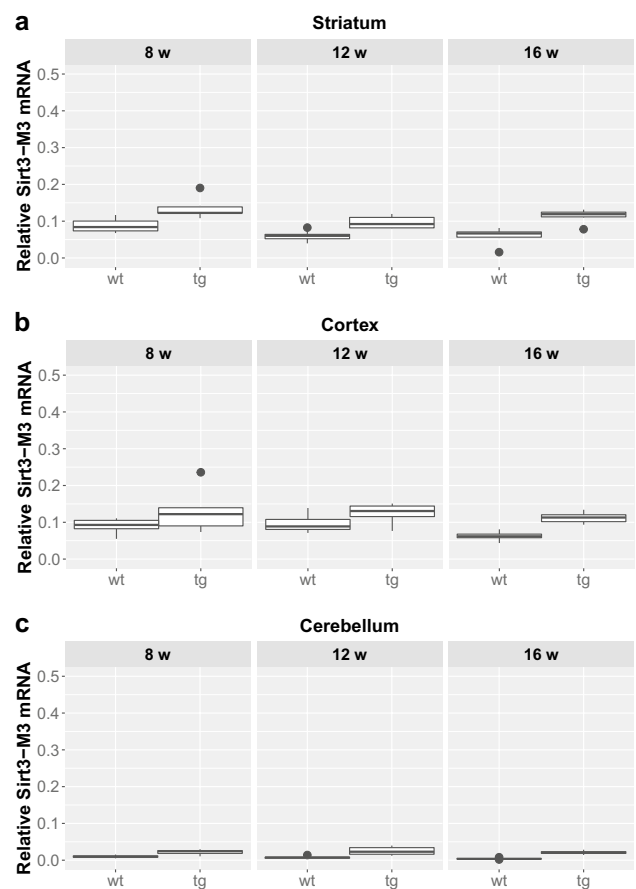 a
Striatum
8 w 12 w 16 w
Relative Sirt3−M3 mRNA
0.5
0.4
0.3
0.2
0.1
0.0
wt tg wt tg wt tg
b
Cortex
8 w 12 w 16 w
Relative Sirt3−M3 mRNA
0.5
0.4
0.3
0.2
0.1
0.0
wt tg wt tg wt tg
c
Cerebellum
8 w 12 w 16 w
Relative Sirt3−M3 mRNA
0.5
0.4
0.3
0.2
0.1
0.0
wt tg wt tg wt tg